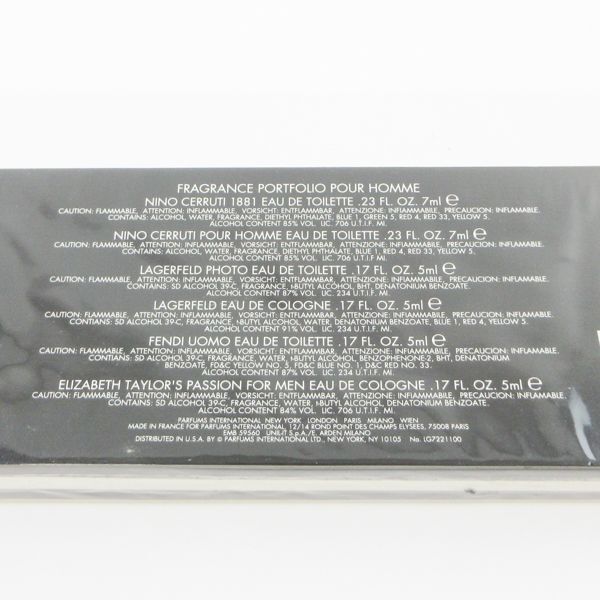 FRAGRANCE PORTFOLIO POUR HOMME
NINO CERRUTI 1881 EAU DE TOILETTE .23 FL. OZ. 7ml ℮
CAUTION: FLAMMABLE, ATTENTION: INFLAMMABLE, VORSICHT: ENTFLAMMBAR, ATTENZIONE: INFIAMMABILE, PRECAUCION: INFLAMABLE.
CONTAINS: ALCOHOL, WATER, FRAGRANCE, DIETHYL PHTHALATE, BLUE 1, GREEN 5, RED 4, RED 33, YELLOW 5.
ALCOHOL CONTENT 85% VOL. LIC. 706 U.T.I.F. MI.
NINO CERRUTI POUR HOMME EAU DE TOILETTE .23 FL. OZ. 7ml ℮
CAUTION: FLAMMABLE, ATTENTION: INFLAMMABLE, VORSICHT: ENTFLAMMBAR, ATTENZIONE: INFIAMMABILE, PRECAUCION: INFLAMABLE.
CONTAINS: ALCOHOL, WATER, FRAGRANCE, DIETHYL PHTHALATE, BLUE 1, RED 4, RED 33, YELLOW 5.
ALCOHOL CONTENT 85% VOL. LIC. 706 U.T.I.F. MI.
LAGERFELD PHOTO EAU DE TOILETTE .17 FL. OZ. 5ml ℮
CAUTION: FLAMMABLE, ATTENTION: INFLAMMABLE, VORSICHT: ENTFLAMMBAR, ATTENZIONE: INFIAMMABILE, PRECAUCION: INFLAMABLE.
CONTAINS: SD ALCOHOL 39-C, FRAGRANCE, t-BUTYL ALCOHOL, BHT, DENATONIUM BENZOATE.
ALCOHOL CONTENT 87% VOL. LIC. 234 U.T.I.F. MI.
LAGERFELD EAU DE COLOGNE .17 FL. OZ. 5ml ℮
CAUTION: FLAMMABLE, ATTENTION: INFLAMMABLE, VORSICHT: ENTFLAMMBAR, ATTENZIONE: INFIAMMABILE, PRECAUCION: INFLAMABLE.
CONTAINS: SD ALCOHOL 39-C, FRAGRANCE, WATER, t-BUTYL ALCOHOL, DENATONIUM BENZOATE, BLUE 1, RED 4, YELLOW 5.
ALCOHOL CONTENT 91% VOL. LIC. 234 U.T.I.F. MI.
FENDI UOMO EAU DE TOILETTE .17 FL. OZ. 5ml ℮
CAUTION: FLAMMABLE, ATTENTION: INFLAMMABLE, VORSICHT: ENTFLAMMBAR, ATTENZIONE: INFIAMMABILE, PRECAUCION: INFLAMABLE.
CONTAINS: SD ALCOHOL 39-C, FRAGRANCE, WATER, t-BUTYL ALCOHOL, BENZOPHENONE-2, BHT, DENATONIUM
BENZOATE, FD&C YELLOW NO. 5, FD&C BLUE NO. 1, D&C RED NO. 33.
ALCOHOL CONTENT 87% VOL. LIC. 234 U.T.I.F. MI.
ELIZABETH TAYLOR'S PASSION FOR MEN EAU DE COLOGNE .17 FL. OZ. 5ml ℮
CAUTION: FLAMMABLE, ATTENTION: INFLAMMABLE, VORSICHT: ENTFLAMMBAR, ATTENZIONE: INFIAMMABILE, PRECAUCION: INFLAMABLE.
CONTAINS: SD ALCOHOL 39-C, FRAGRANCE, WATER, t-BUTYL ALCOHOL, DENATONIUM BENZOATE.
ALCOHOL CONTENT 84% VOL. LIC. 706 U.T.I.F. MI.
PARFUMS INTERNATIONAL NEW YORK LONDON PARIS MILANO WIEN
MADE IN FRANCE FOR PARFUMS INTERNATIONAL, 12/14 ROND POINT DES CHAMPS ELYSEES, 75008 PARIS
EMB 59560 UNILIT S.p.A./E. ARDEN MILANO
DISTRIBUTED IN U.S.A. BY © PARFUMS INTERNATIONAL LTD., NEW YORK, NY 10105 No. LG7221100